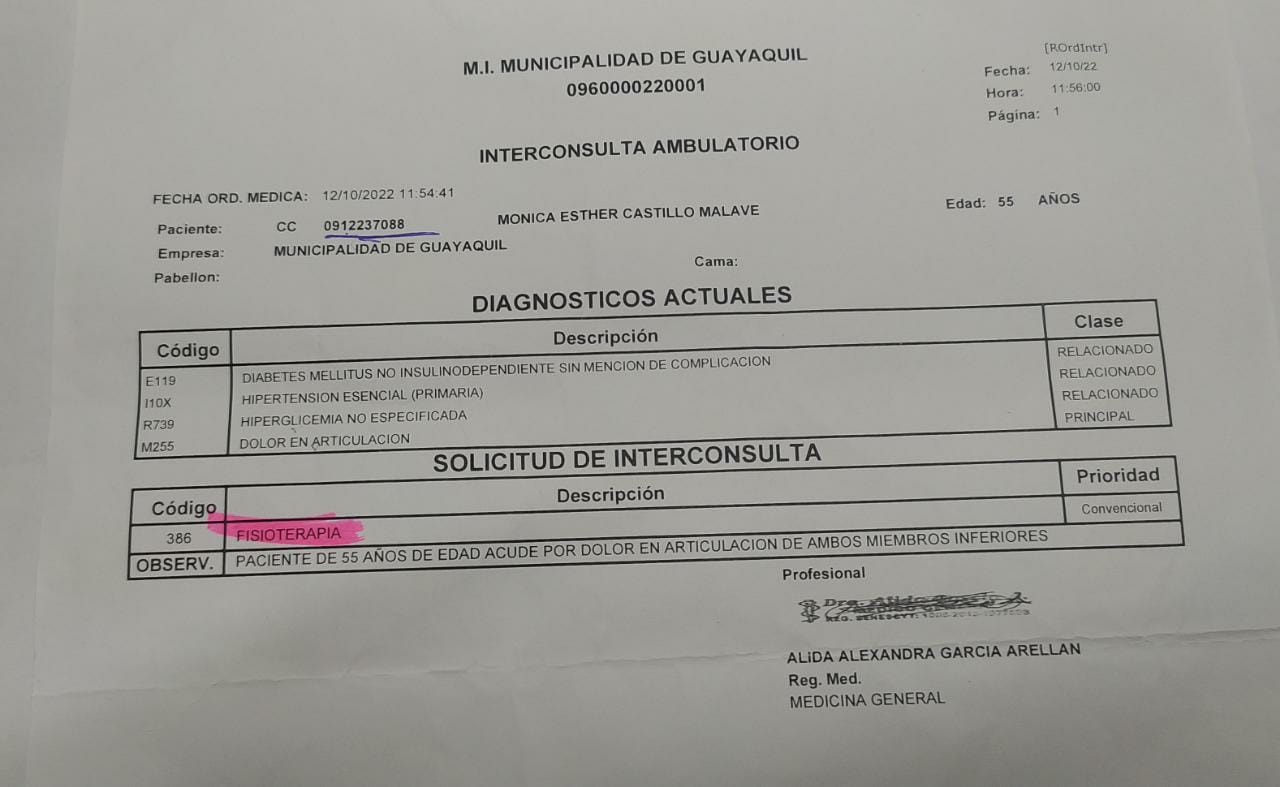 [ROrdIntr]
M.I. MUNICIPALIDAD DE GUAYAQUIL
Fecha: 12/10/22
0960000220001
Hora: 11:56:00
Página: 1
INTERCONSULTA AMBULATORIO
FECHA ORD. MEDICA: 12/10/2022 11:54:41
Paciente: CC 0912237088 MONICA ESTHER CASTILLO MALAVE Edad: 55 AÑOS
Empresa: MUNICIPALIDAD DE GUAYAQUIL
Pabellon: Cama:
DIAGNOSTICOS ACTUALES
Código Descripción Clase
E119 DIABETES MELLITUS NO INSULINODEPENDIENTE SIN MENCION DE COMPLICACION RELACIONADO
I10X HIPERTENSION ESENCIAL (PRIMARIA) RELACIONADO
R739 HIPERGLICEMIA NO ESPECIFICADA RELACIONADO
M255 DOLOR EN ARTICULACION PRINCIPAL
SOLICITUD DE INTERCONSULTA
Código Descripción Prioridad
386 FISIOTERAPIA Convencional
OBSERV. PACIENTE DE 55 AÑOS DE EDAD ACUDE POR DOLOR EN ARTICULACION DE AMBOS MIEMBROS INFERIORES
Profesional
Dra. Alida
REG. SENESCYT:
ALiDA ALEXANDRA GARCIA ARELLAN
Reg. Med.
MEDICINA GENERAL